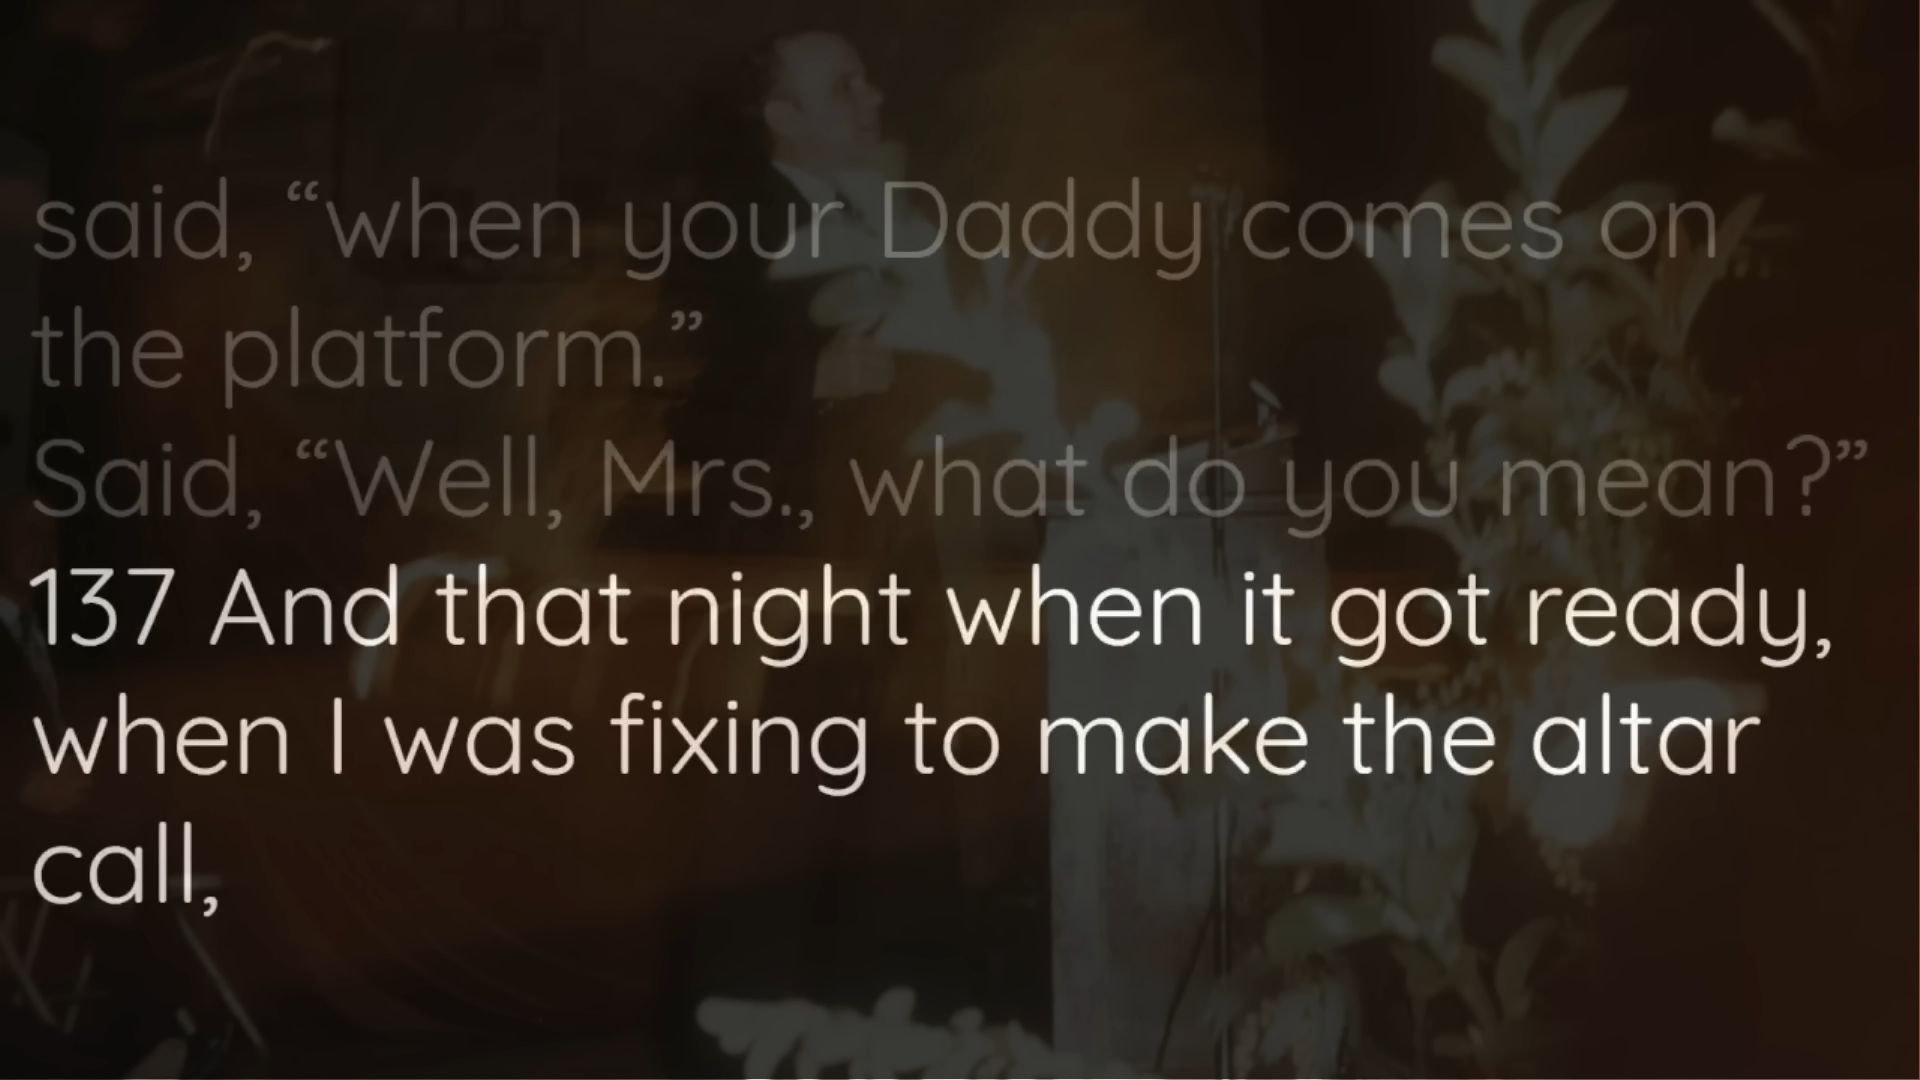 said, “when your Daddy comes on
the platform.”
Said, “Well, Mrs., what do you mean?”
137 And that night when it got ready,
when I was fixing to make the altar
call,